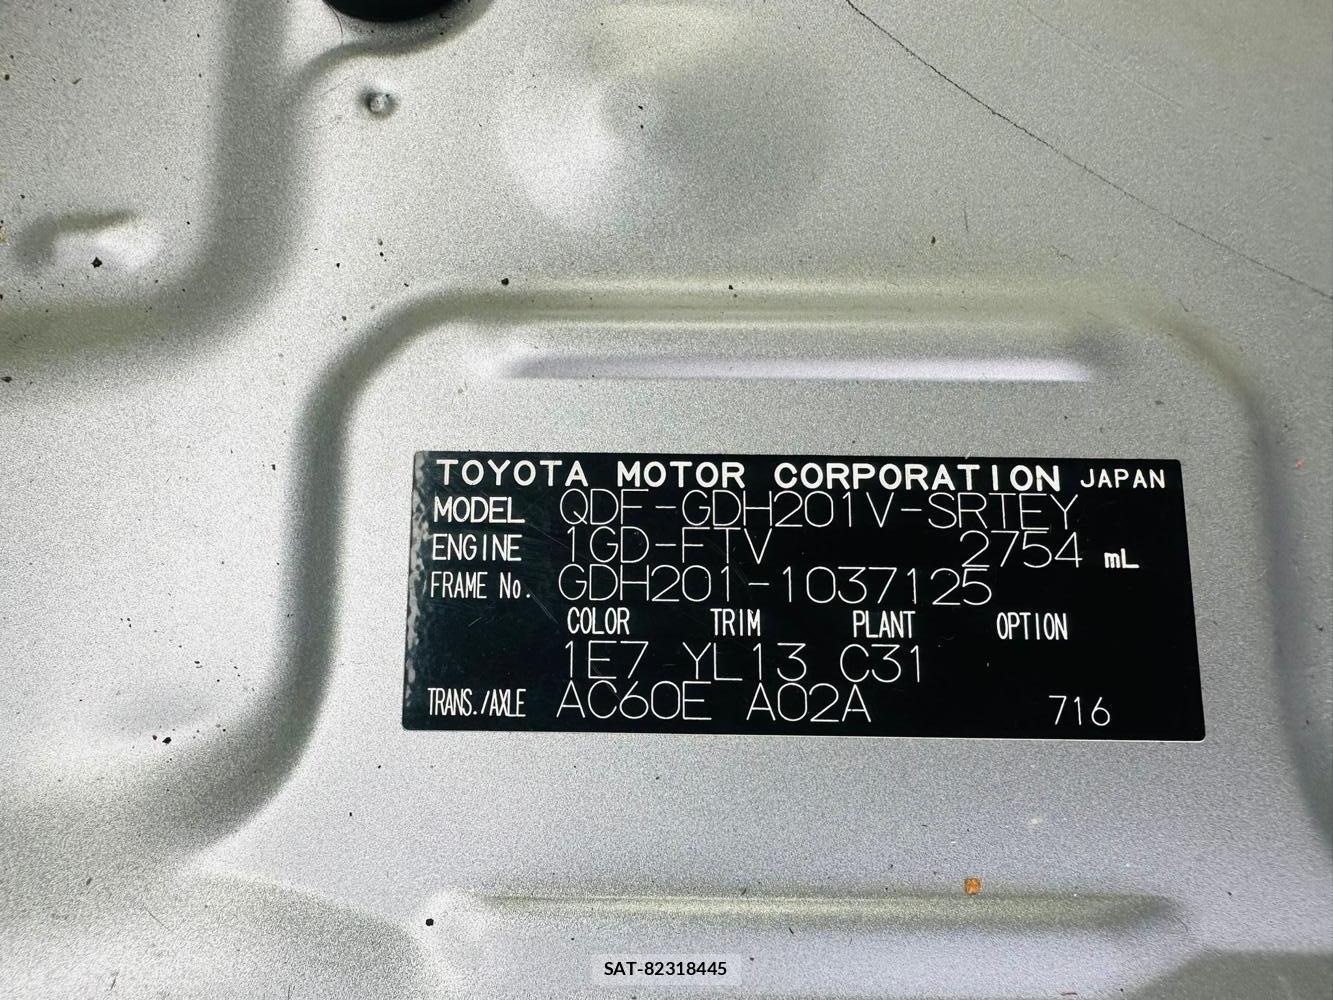 TOYOTA MOTOR CORPORATION JAPAN
MODEL QDF-GDH201V-SRTEY
ENGINE 1GD-FTV 2754 mL
FRAME No. GDH201-1037125
COLOR TRIM PLANT OPTION
1E7 YL13 C31
TRANS./AXLE AC60E A02A 716
SAT-82318445